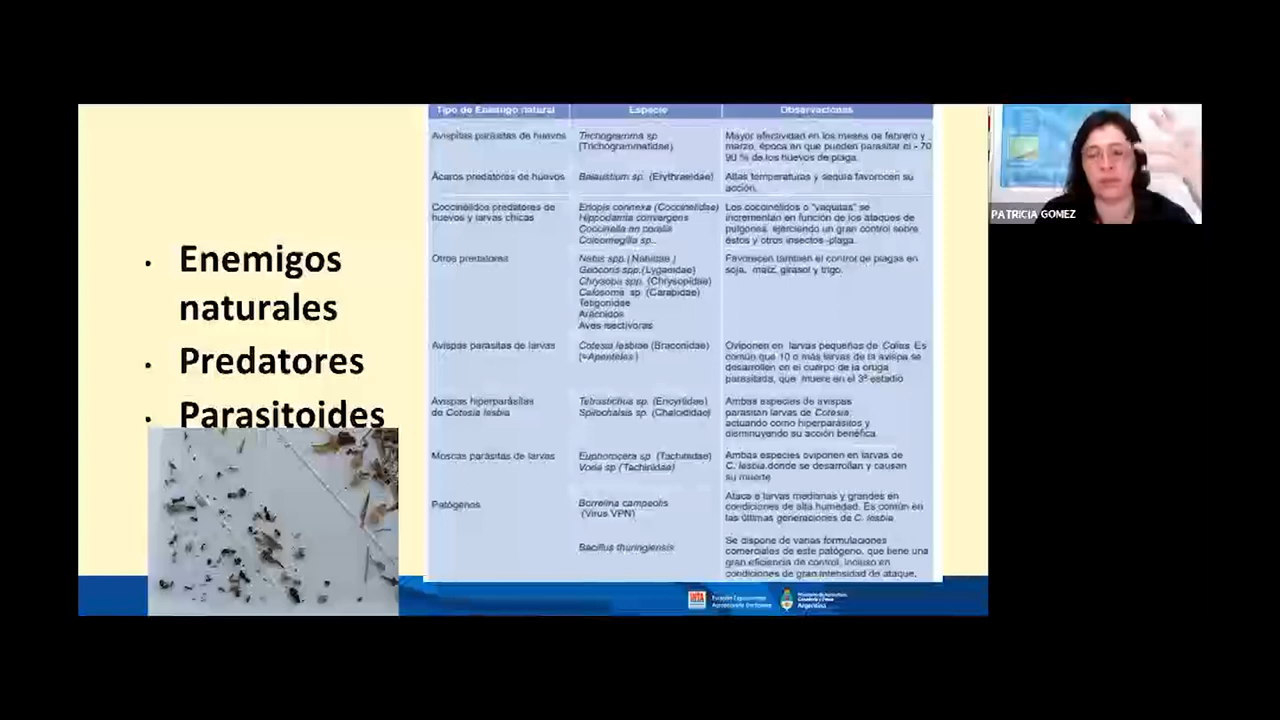 Enemigos
naturales
Predatores
Parasitoides
Tipo de Enemigo natural
Especie
Observaciones
Avispitas parásitas de huevos
Trichogramma sp
(Trichogrammatidae)
Mayor efectividad en los meses de febrero y
marzo, época en que pueden parasitar el - 70
90 % de los huevos de plaga.
Ácaros predatores de huevos
Balaustium sp. (Erythraeidae)
Altas temperaturas y sequía favorecen su
acción.
Coccinélidos predatores de
huevos y larvas chicas
Eriopis connexa (Coccinelidae)
Hippodamia convergens
Coccinella an coralis
Coleomegilla sp..
Los coccinélidos o "vaquitas" se
incrementan en función de los ataques de
pulgones, ejerciendo un gran control sobre
éstos y otros insectos -plaga.
Otros predatores
Nabis spp.( Nabidae )
Geocoris spp.(Lygaeidae)
Chrysopa spp. (Chrysopidae)
Calosoma sp. (Carabidae)
Tetigonidae
Arácnidos
Aves insectívoras
Favorecen también el control de plagas en
soja, maíz, girasol y trigo.
Avispas parásitas de larvas
Cotesia lesbiae (Braconidae)
(=Apanteles )
Oviponen en larvas pequeñas de Colias. Es
común que 10 o más larvas de la avispa se
desarrollen en el cuerpo de la oruga
parasitada, que muere en el 3º estadío
Avispas hiperparásitas
de Cotesia lesbia
Tetrastichus sp. (Encyrtidae)
Spilochalsis sp. (Chalcididae)
Ambas especies de avispas
parasitan larvas de Cotesia,
actuando como hiperparásitos y
disminuyendo su acción benéfica.
Moscas parásitas de larvas
Euphorocera sp. (Tachinidae)
Voria sp (Tachinidae)
Ambas especies oviponen en larvas de
C. lesbia donde se desarrollan y causan
su muerte
Patógenos
Borrelina campeolis
(Virus VPN)
Ataca a larvas medianas y grandes en
condiciones de alta humedad. Es común en
las últimas generaciones de C. lesbia
Bacillus thuringiensis
Se dispone de varias formulaciones
comerciales de este patógeno, que tiene una
gran eficiencia de control, incluso en
condiciones de gran intensidad de ataque.
INTA
Argentina
PATRICIA GOMEZ